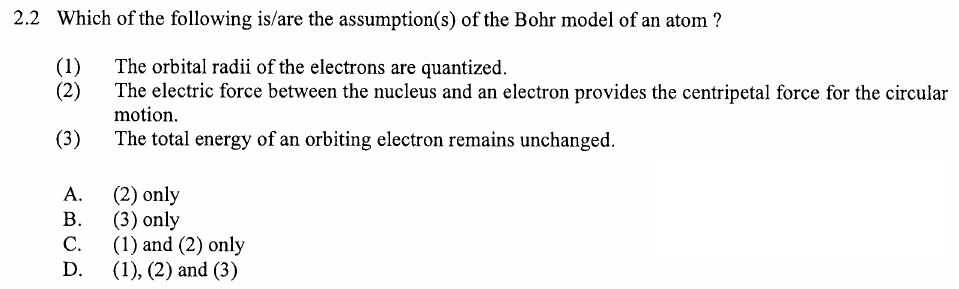 2.2 Which of the following is/are the assumption(s) of the Bohr model of an atom ?
(1) The orbital radii of the electrons are quantized.
(2) The electric force between the nucleus and an electron provides the centripetal force for the circular
motion.
(3) The total energy of an orbiting electron remains unchanged.
A. (2) only
B. (3) only
C. (1) and (2) only
D. (1), (2) and (3)